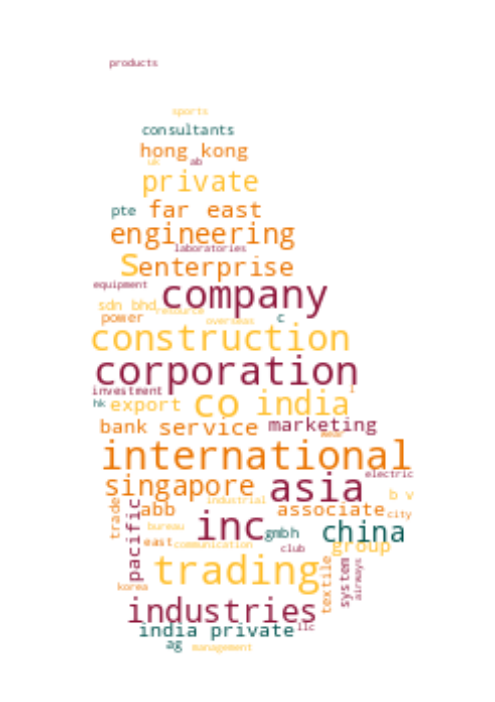 products
sports
consultants
hong kong
uk ab
private
pte far east
engineering
laboratories
s enterprise
equipment company
sdn bhd resource
power overseas c
construction
corporation
investment l
hk export co india
bank service marketing
wear
international
electric
singapore asia b v
trade abb industrial associate city
pacific bureau inc gmbh china
east communication club group
korea trading textile system airways
industries
india private llc
ag management